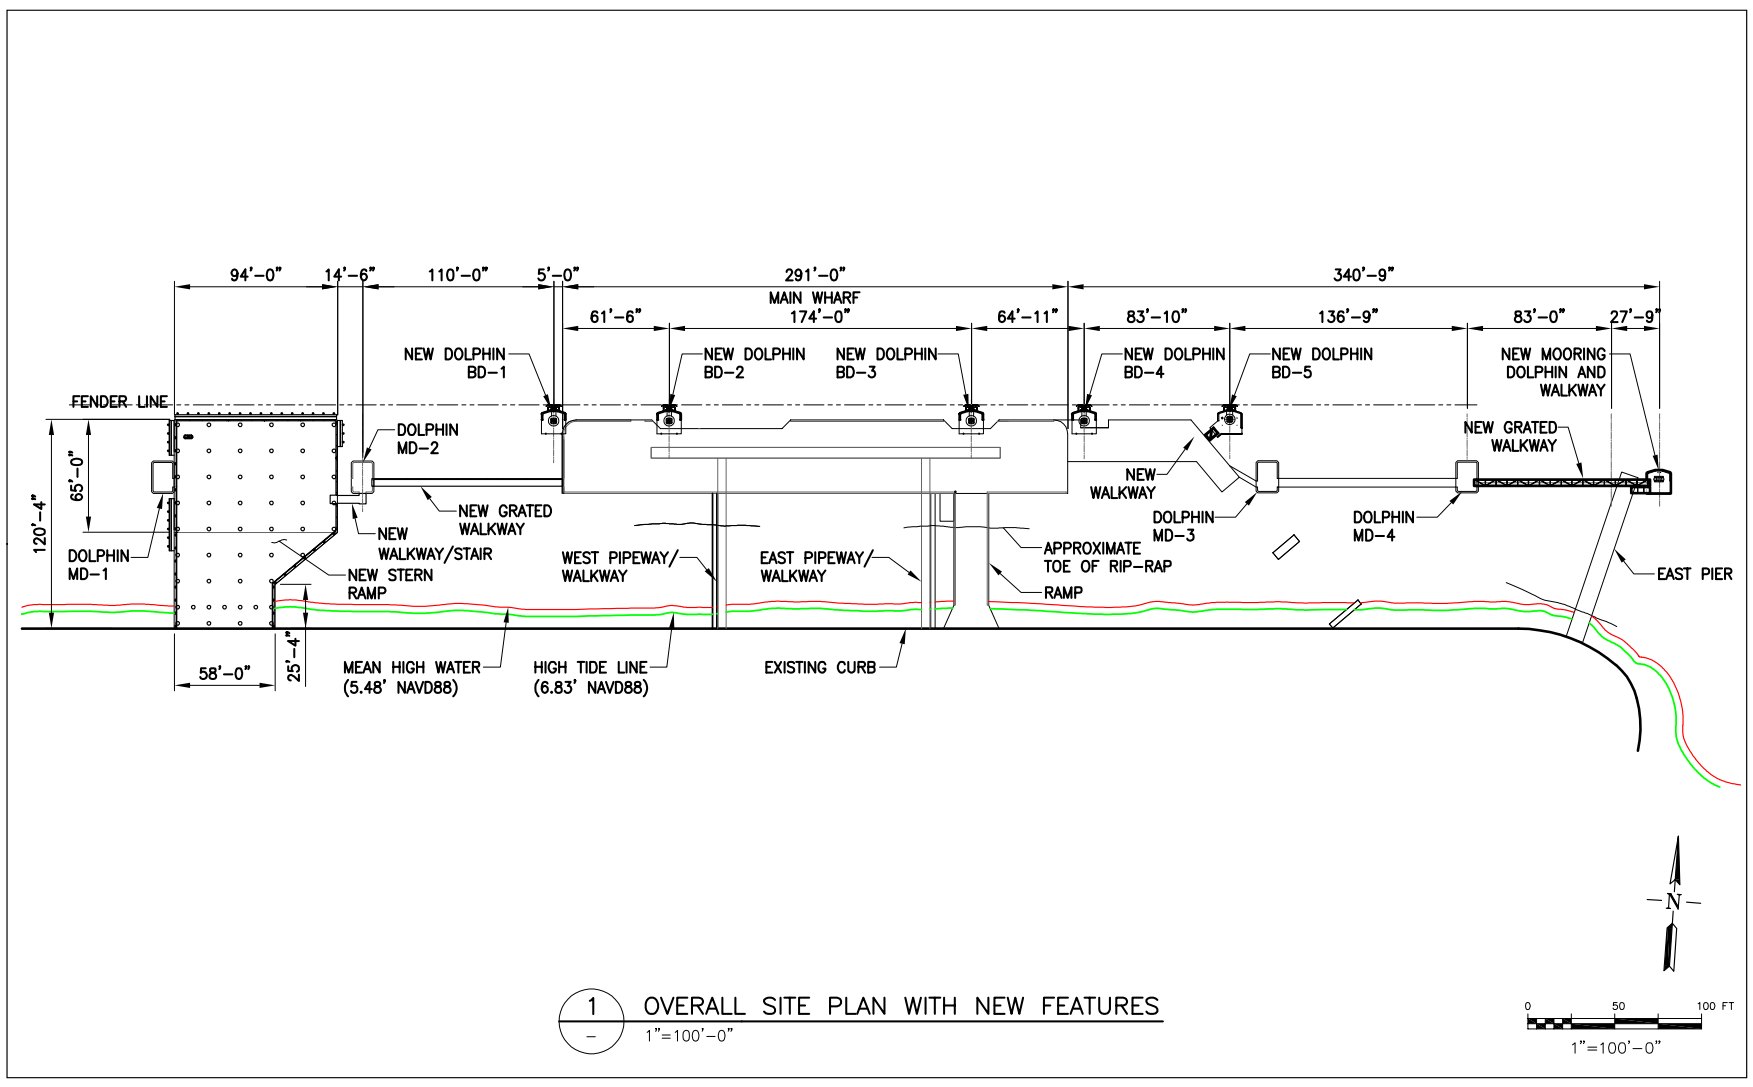 94'-0"
14'-6"
110'-0"
5'-0"
291'-0"
340'-9"
MAIN WHARF
61'-6"
174'-0"
64'-11"
83'-10"
136'-9"
83'-0"
27'-9"
NEW DOLPHIN
BD-1
NEW DOLPHIN
BD-2
NEW DOLPHIN
BD-3
NEW DOLPHIN
BD-4
NEW DOLPHIN
BD-5
NEW MOORING
DOLPHIN AND
WALKWAY
FENDER LINE
DOLPHIN
MD-2
NEW GRATED
WALKWAY
65'-0"
120'-4"
NEW
WALKWAY
NEW GRATED
WALKWAY
DOLPHIN
MD-3
DOLPHIN
MD-4
NEW
WALKWAY/STAIR
DOLPHIN
MD-1
WEST PIPEWAY/
WALKWAY
EAST PIPEWAY/
WALKWAY
APPROXIMATE
TOE OF RIP-RAP
NEW STERN
RAMP
RAMP
EAST PIER
25'-4"
58'-0"
MEAN HIGH WATER
(5.48' NAVD88)
HIGH TIDE LINE
(6.83' NAVD88)
EXISTING CURB
N
1
-
OVERALL SITE PLAN WITH NEW FEATURES
1"=100'-0"
0
50
100 FT
1"=100'-0"